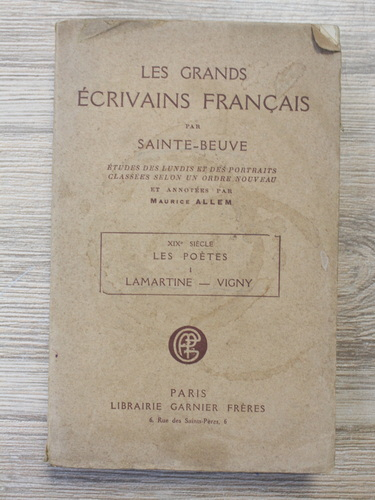 LES GRANDS
ÉCRIVAINS FRANÇAIS
PAR
SAINTE-BEUVE
ÉTUDES DES LUNDIS ET DES PORTRAITS
CLASSÉES SELON UN ORDRE NOUVEAU
ET ANNOTÉES PAR
MAURICE ALLEM
XIXe SIÈCLE
LES POÈTES
I
LAMARTINE — VIGNY
PARIS
LIBRAIRIE GARNIER FRÈRES
6, Rue des Saints-Pères, 6